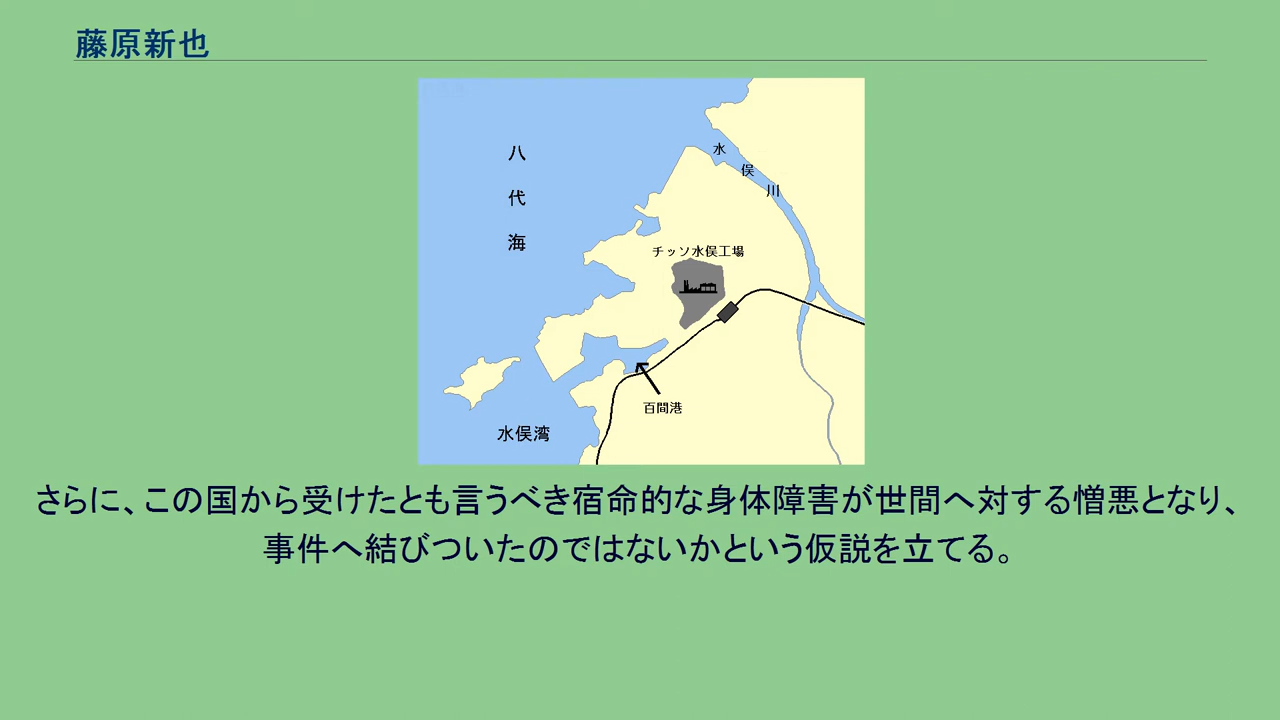 藤原新也
八代海
水俣川
チッソ水俣工場
百間港
水俣湾
さらに、この国から受けたとも言うべき宿命的な身体障害が世間へ対する憎悪となり、
事件へ結びついたのではないかという仮説を立てる。